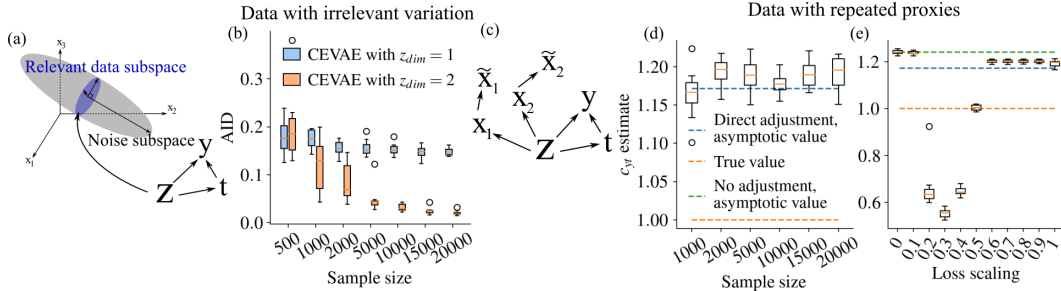 Data with irrelevant variation
Data with repeated proxies
(a)
x₃
Relevant data subspace
x₂
Noise subspace
x₁
y
Z
t
(b)
CEVAE with z_dim = 1
CEVAE with z_dim = 2
AID
0.3
0.2
0.1
0.0
500
1000
2000
5000
10000
15000
20000
Sample size
(c)
x̃₁
x̃₂
x₂
x₁
y
Z
t
(d)
c_yt estimate
1.20
1.15
1.10
1.05
1.00
Direct adjustment,
asymptotic value
True value
No adjustment,
asymptotic value
1000
2000
5000
10000
15000
20000
Sample size
(e)
1.2
1.0
0.8
0.6
0
0.1
0.2
0.3
0.4
0.5
0.6
0.7
0.8
0.9
1
Loss scaling